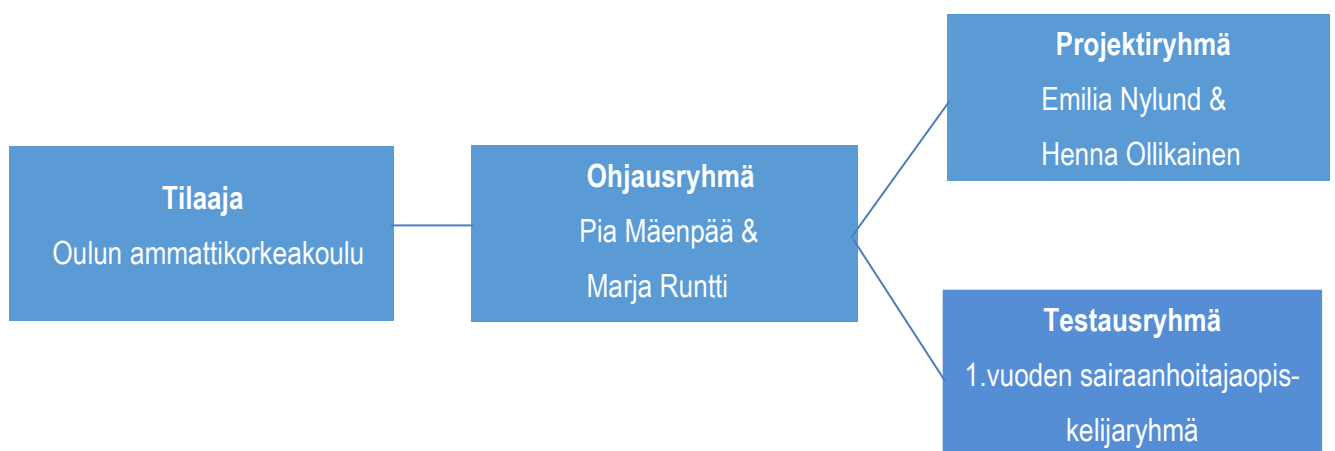 Tilaaja
Oulun ammattikorkeakoulu
Ohjausryhmä
Pia Mäenpää &
Marja Runtti
Projektiryhmä
Emilia Nylund &
Henna Ollikainen
Testausryhmä
1.vuoden sairaanhoitajaopis-
kelijaryhmä